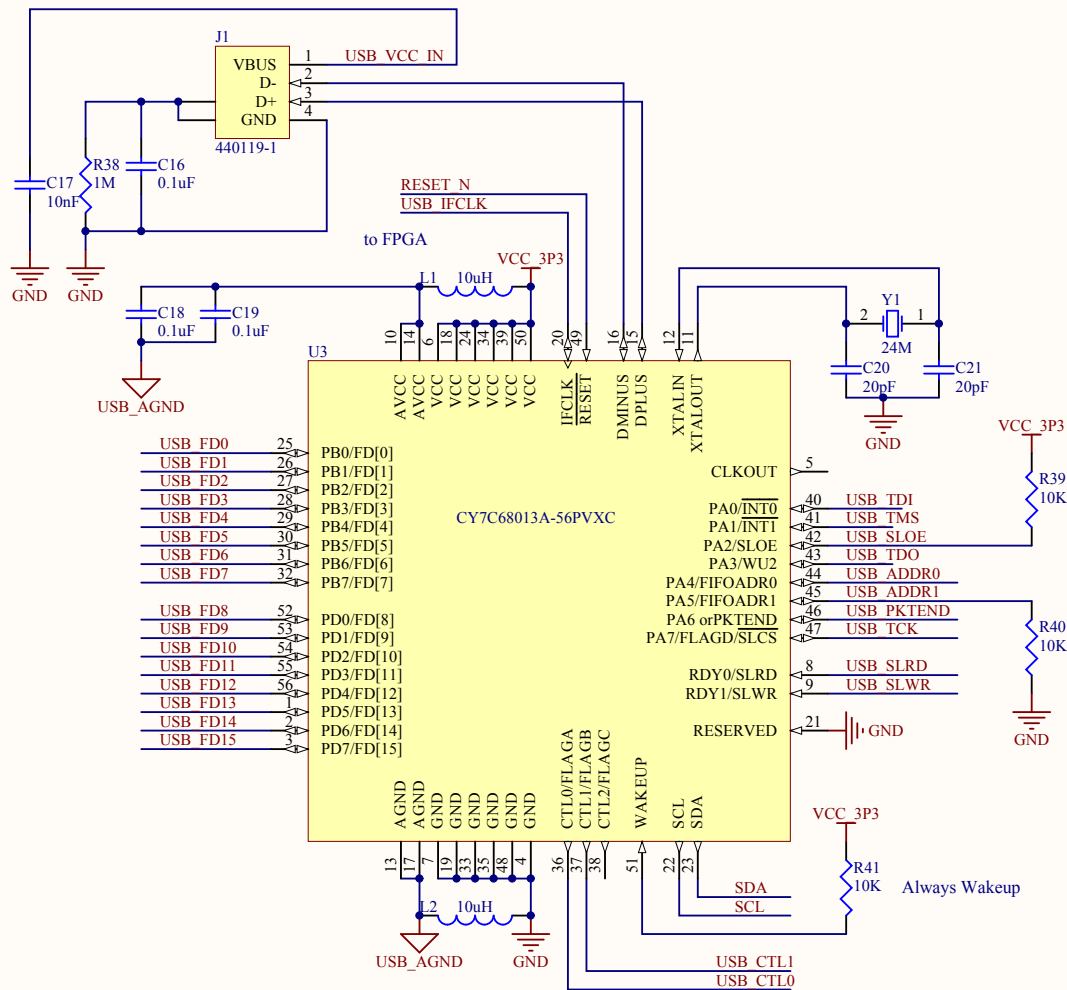 J1
VBUS 1 USB_VCC_IN
D- 2
D+ 3
GND 4
440119-1
R38
1M
C16
0.1uF
C17
10nF
GND
GND
RESET_N
USB_IFCLK
to FPGA
VCC_3P3
L1 10uH
C18
0.1uF
C19
0.1uF
USB_AGND
Y1
2 1
24M
C20
20pF
C21
20pF
GND
U3
10 14 6 18 24 34 39 50 20 49 16 15 12 11
AVCC AVCC VCC VCC VCC VCC VCC VCC IFCLK RESET DMINUS DPLUS XTALIN XTALOUT
CY7C68013A-56PVXC
USB_FD0 25 PB0/FD[0]
USB_FD1 26 PB1/FD[1]
USB_FD2 27 PB2/FD[2]
USB_FD3 28 PB3/FD[3]
USB_FD4 29 PB4/FD[4]
USB_FD5 30 PB5/FD[5]
USB_FD6 31 PB6/FD[6]
USB_FD7 32 PB7/FD[7]
USB_FD8 52 PD0/FD[8]
USB_FD9 53 PD1/FD[9]
USB_FD10 54 PD2/FD[10]
USB_FD11 55 PD3/FD[11]
USB_FD12 56 PD4/FD[12]
USB_FD13 1 PD5/FD[13]
USB_FD14 2 PD6/FD[14]
USB_FD15 3 PD7/FD[15]
CLKOUT 5
PA0/INT0 40 USB_TDI
PA1/INT1 41 USB_TMS
PA2/SLOE 42 USB_SLOE
PA3/WU2 43 USB_TDO
PA4/FIFOADR0 44 USB_ADDR0
PA5/FIFOADR1 45 USB_ADDR1
PA6 orPKTEND 46 USB_PKTEND
PA7/FLAGD/SLCS 47 USB_TCK
RDY0/SLRD 8 USB_SLRD
RDY1/SLWR 9 USB_SLWR
RESERVED 21 GND
VCC_3P3
R39
10K
R40
10K
GND
AGND AGND GND GND GND GND GND GND CTL0/FLAGA CTL1/FLAGB CTL2/FLAGC WAKEUP SCL SDA
13 17 7 19 33 35 48 4 36 37 38 51 22 23
L2 10uH
USB_AGND
GND
VCC_3P3
R41
10K
Always Wakeup
SDA
SCL
USB_CTL1
USB_CTL0